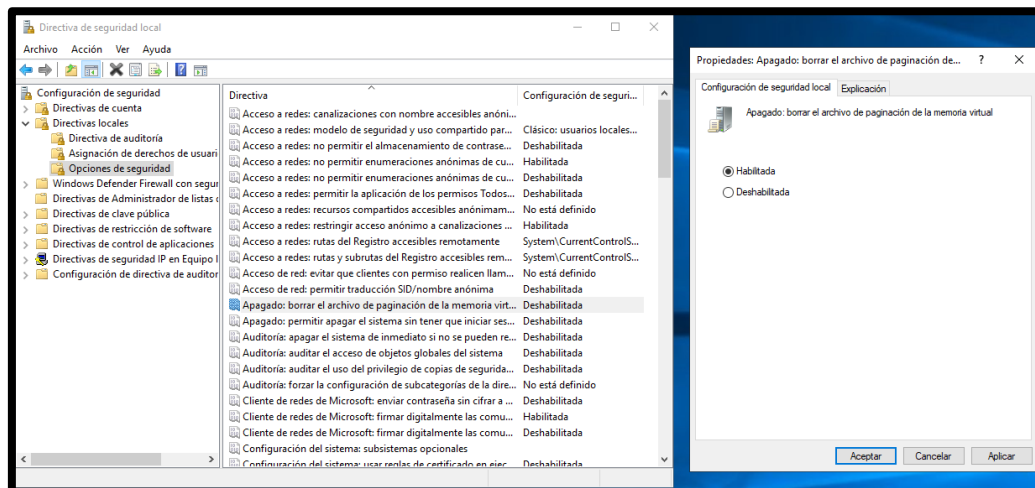 Directiva de seguridad local
Archivo Acción Ver Ayuda
Configuración de seguridad
Directivas de cuenta
Directivas locales
Directiva de auditoría
Asignación de derechos de usuari
Opciones de seguridad
Windows Defender Firewall con segur
Directivas de Administrador de listas
Directivas de clave pública
Directivas de restricción de software
Directivas de control de aplicaciones
Directivas de seguridad IP en Equipo l
Configuración de directiva de auditor
Directiva Configuración de seguri...
Acceso a redes: canalizaciones con nombre accesibles anóni...
Acceso a redes: modelo de seguridad y uso compartido par... Clásico: usuarios locales...
Acceso a redes: no permitir el almacenamiento de contrase... Deshabilitada
Acceso a redes: no permitir enumeraciones anónimas de cu... Habilitada
Acceso a redes: no permitir enumeraciones anónimas de cu... Deshabilitada
Acceso a redes: permitir la aplicación de los permisos Todos... Deshabilitada
Acceso a redes: recursos compartidos accesibles anónimam... No está definido
Acceso a redes: restringir acceso anónimo a canalizaciones ... Habilitada
Acceso a redes: rutas del Registro accesibles remotamente System\CurrentControlS...
Acceso a redes: rutas y subrutas del Registro accesibles rem... System\CurrentControlS...
Acceso de red: evitar que clientes con permiso realicen llam... No está definido
Acceso de red: permitir traducción SID/nombre anónima Deshabilitada
Apagado: borrar el archivo de paginación de la memoria virt... Deshabilitada
Apagado: permitir apagar el sistema sin tener que iniciar ses... Deshabilitada
Auditoría: apagar el sistema de inmediato si no se pueden re... Deshabilitada
Auditoría: auditar el acceso de objetos globales del sistema Deshabilitada
Auditoría: auditar el uso del privilegio de copias de segurida... Deshabilitada
Auditoría: forzar la configuración de subcategorías de la dire... No está definido
Cliente de redes de Microsoft: enviar contraseña sin cifrar a ... Deshabilitada
Cliente de redes de Microsoft: firmar digitalmente las comu... Habilitada
Cliente de redes de Microsoft: firmar digitalmente las comu... Deshabilitada
Configuración del sistema: subsistemas opcionales
Configuración del sistema: usar reglas de certificado en ejec... Deshabilitada
Propiedades: Apagado: borrar el archivo de paginación de... ? X
Configuración de seguridad local Explicación
Apagado: borrar el archivo de paginación de la memoria virtual
Habilitada
Deshabilitada
Aceptar Cancelar Aplicar